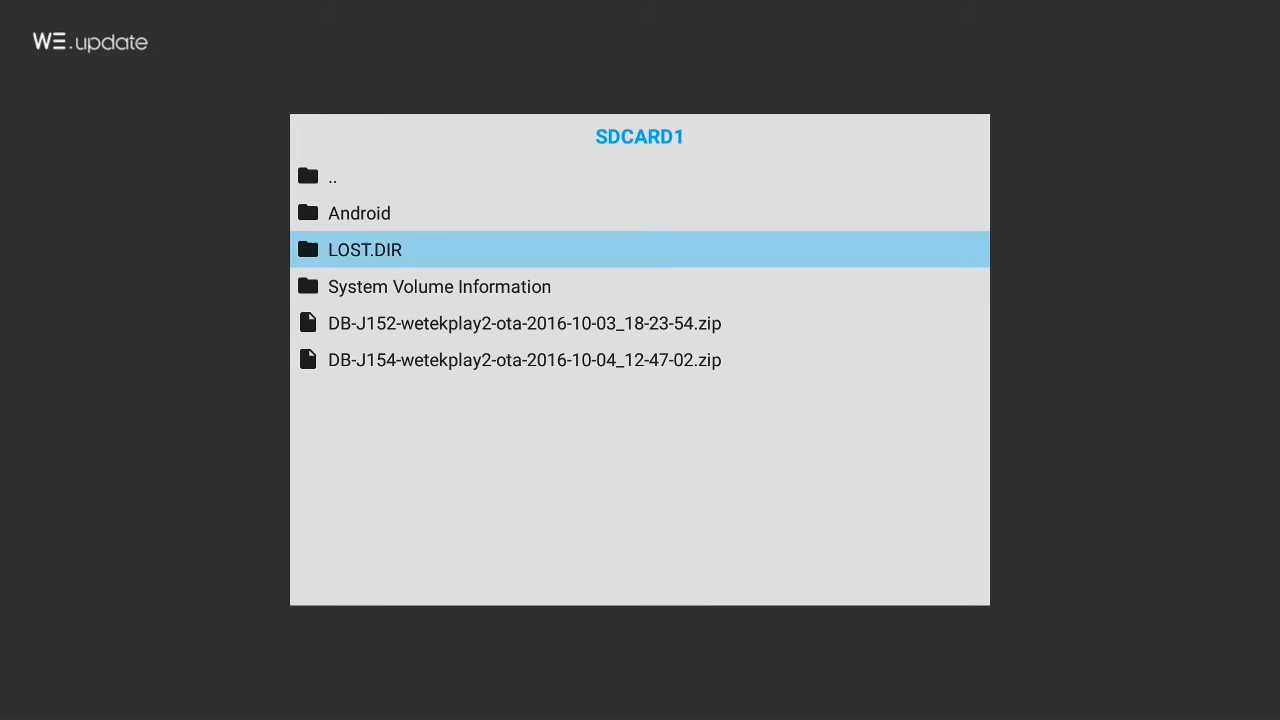 WE.update
SDCARD1
..
Android
LOST.DIR
System Volume Information
DB-J152-wetekplay2-ota-2016-10-03_18-23-54.zip
DB-J154-wetekplay2-ota-2016-10-04_12-47-02.zip